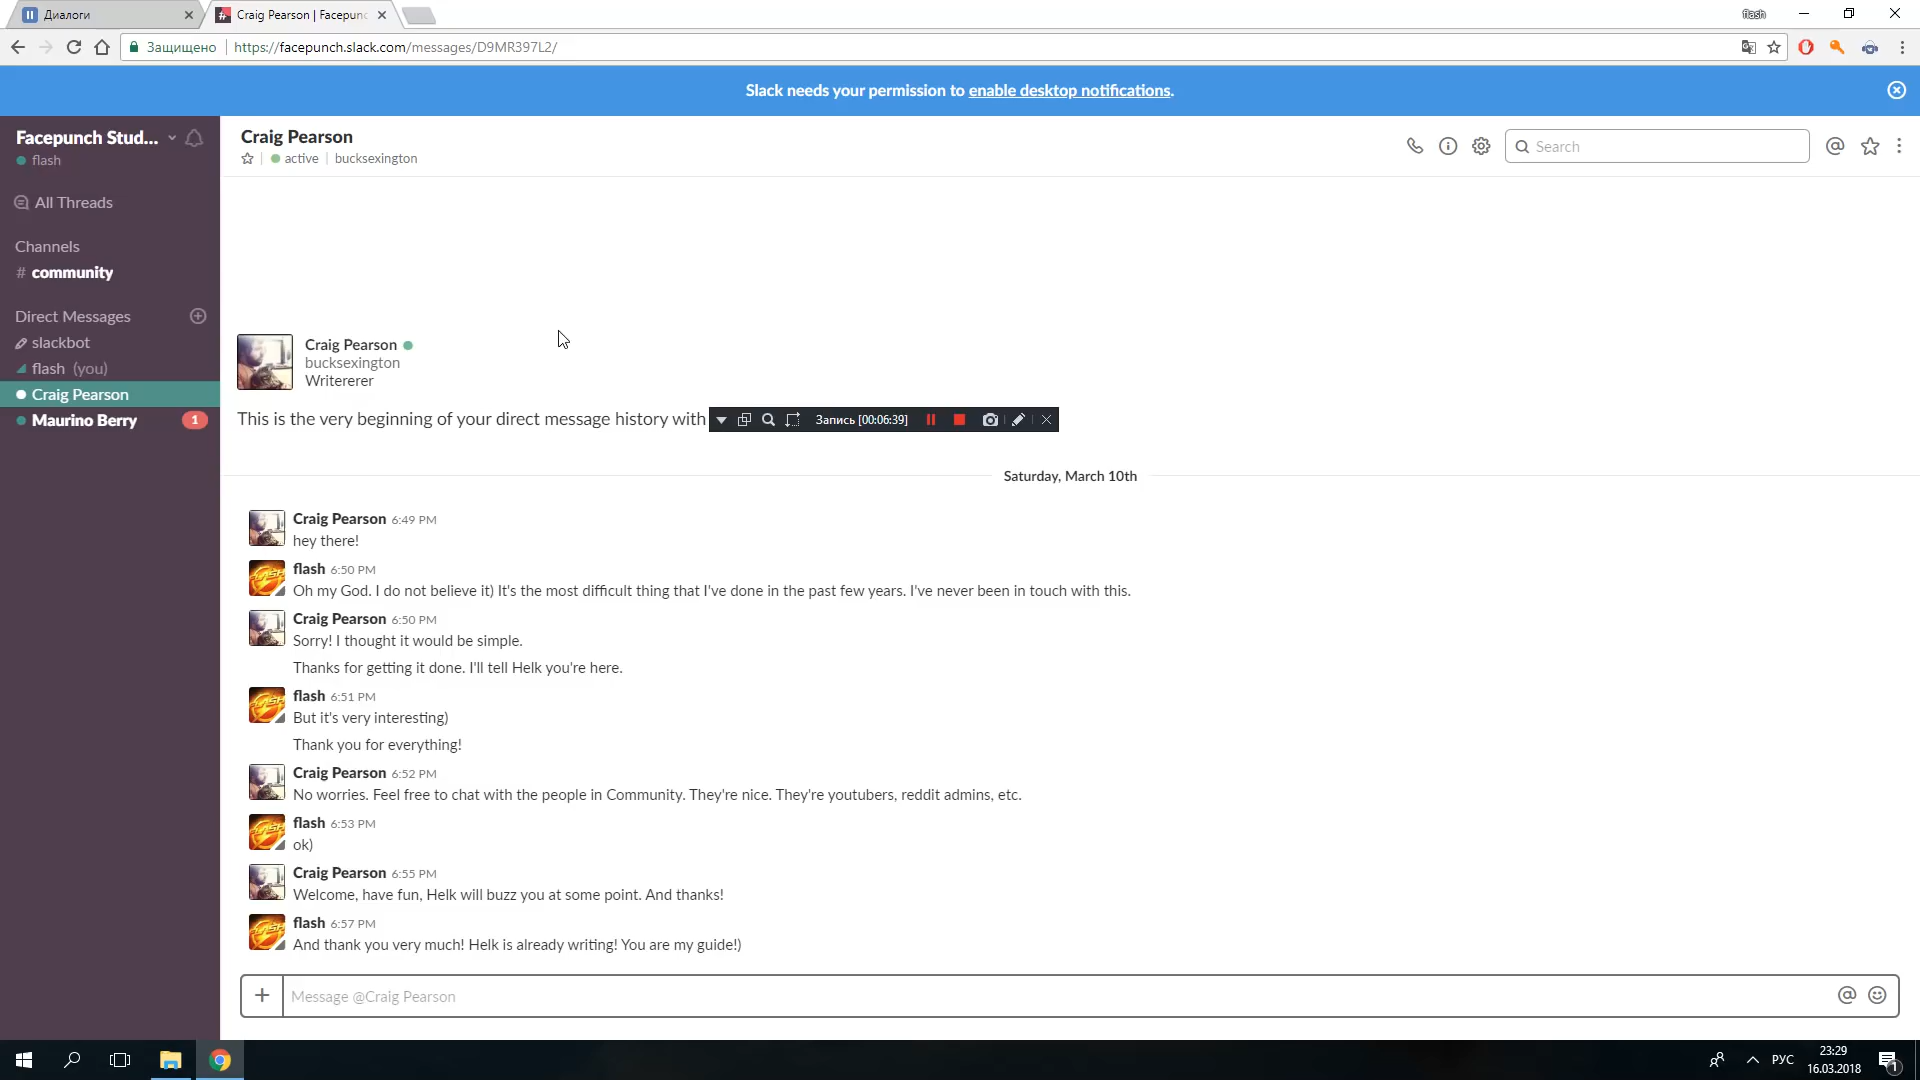 Диалоги
Craig Pearson | Facepunc
flash
Защищено
https://facepunch.slack.com/messages/D9MR397L2/
Slack needs your permission to enable desktop notifications.
Facepunch Stud...
flash
All Threads
Channels
# community
Direct Messages
slackbot
flash (you)
Craig Pearson
Maurino Berry 1
Craig Pearson
active | bucksexington
Search
Craig Pearson
bucksexington
Writererer
This is the very beginning of your direct message history with
Запись [00:06:39]
Saturday, March 10th
Craig Pearson 6:49 PM
hey there!
flash 6:50 PM
Oh my God. I do not believe it) It's the most difficult thing that I've done in the past few years. I've never been in touch with this.
Craig Pearson 6:50 PM
Sorry! I thought it would be simple.
Thanks for getting it done. I'll tell Helk you're here.
flash 6:51 PM
But it's very interesting)
Thank you for everything!
Craig Pearson 6:52 PM
No worries. Feel free to chat with the people in Community. They're nice. They're youtubers, reddit admins, etc.
flash 6:53 PM
ok)
Craig Pearson 6:55 PM
Welcome, have fun, Helk will buzz you at some point. And thanks!
flash 6:57 PM
And thank you very much! Helk is already writing! You are my guide!)
Message @Craig Pearson
РУС
23:29
16.03.2018
1